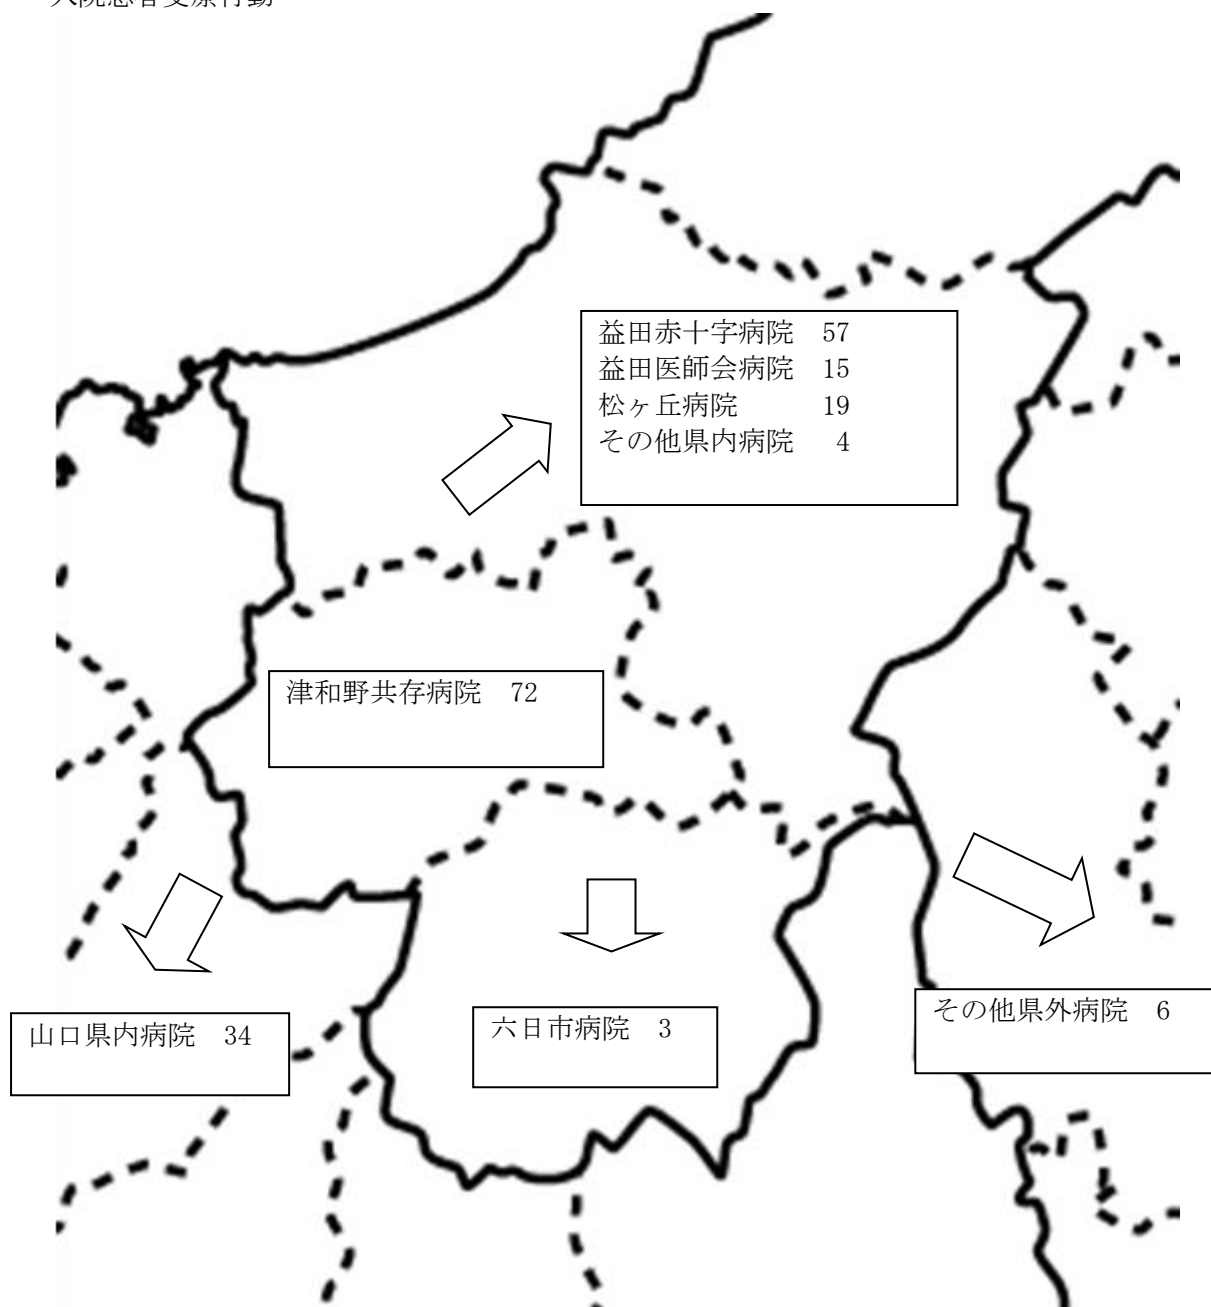 入院患者受療行動
益田赤十字病院　57
益田医師会病院　15
松ヶ丘病院　　　19
その他県内病院　 4
津和野共存病院　72
山口県内病院　34
六日市病院　3
その他県外病院　6